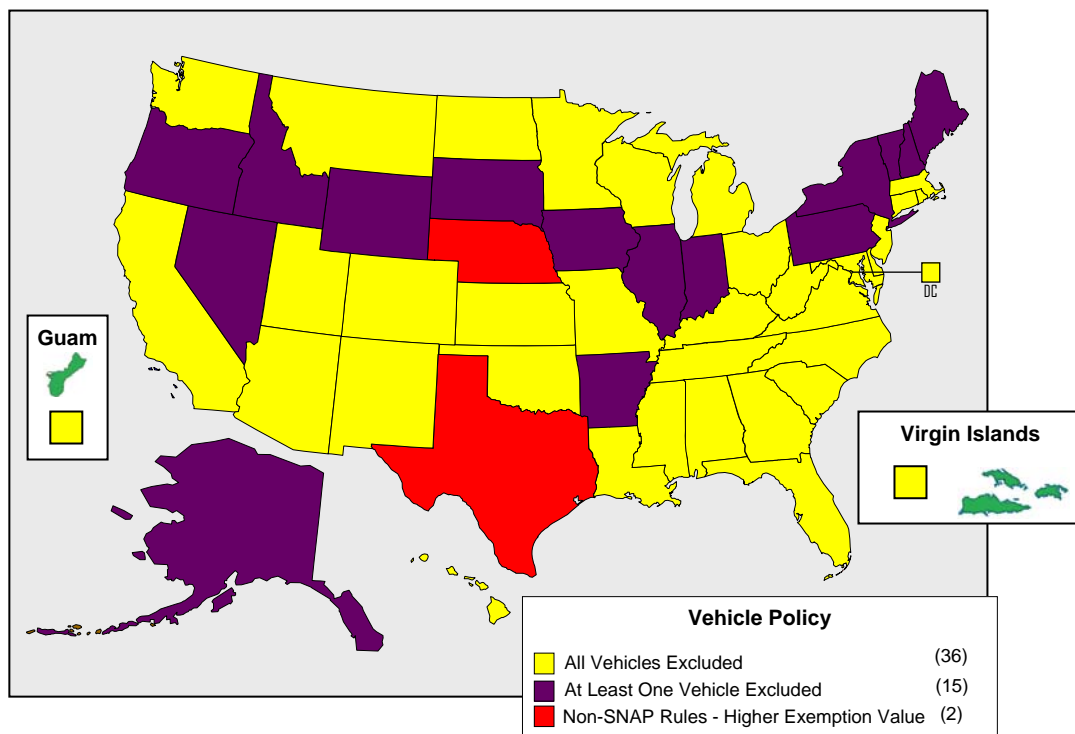 DC
Guam
Virgin Islands
Vehicle Policy
All Vehicles Excluded (36)
At Least One Vehicle Excluded (15)
Non-SNAP Rules - Higher Exemption Value (2)